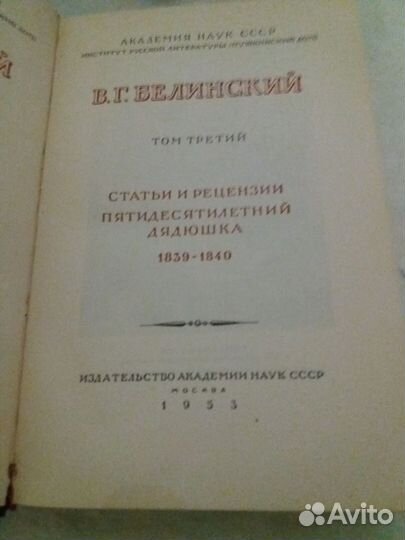 АКАДЕМИЯ НАУК СССР
ИНСТИТУТ РУССКОЙ ЛИТЕРАТУРЫ (ПУШКИНСКИЙ ДОМ)
В.Г. БЕЛИНСКИЙ
ТОМ ТРЕТИЙ
СТАТЬИ И РЕЦЕНЗИИ
ПЯТИДЕСЯТИЛЕТНИЙ
ДЯДЮШКА
1839-1840
ИЗДАТЕЛЬСТВО АКАДЕМИИ НАУК СССР
МОСКВА
1953
Avito